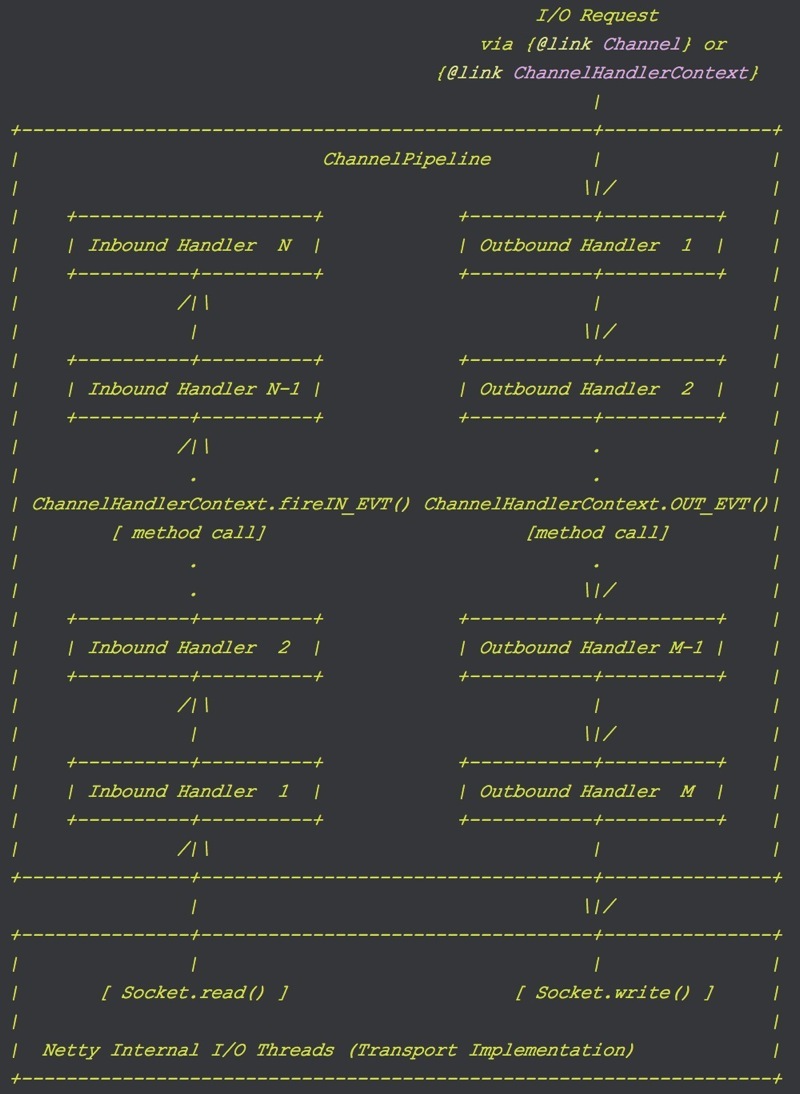 I/O Request
                                            via {@link Channel} or
                                        {@link ChannelHandlerContext}
                                                      |
  +---------------------------------------------------+---------------+
  |                           ChannelPipeline         |               |
  |                                                  \|/              |
  |    +---------------------+            +-----------+----------+    |
  |    | Inbound Handler  N  |            | Outbound Handler  1  |    |
  |    +----------+----------+            +-----------+----------+    |
  |              /|\                                  |               |
  |               |                                  \|/              |
  |    +----------+----------+            +-----------+----------+    |
  |    | Inbound Handler N-1 |            | Outbound Handler  2  |    |
  |    +----------+----------+            +-----------+----------+    |
  |              /|\                                  .               |
  |               .                                   .               |
  | ChannelHandlerContext.fireIN_EVT() ChannelHandlerContext.OUT_EVT()|
  |        [ method call]                       [method call]         |
  |               .                                   .               |
  |               .                                  \|/              |
  |    +----------+----------+            +-----------+----------+    |
  |    | Inbound Handler  2  |            | Outbound Handler M-1 |    |
  |    +----------+----------+            +-----------+----------+    |
  |              /|\                                  |               |
  |               |                                  \|/              |
  |    +----------+----------+            +-----------+----------+    |
  |    | Inbound Handler  1  |            | Outbound Handler  M  |    |
  |    +----------+----------+            +-----------+----------+    |
  |              /|\                                  |               |
  +---------------+-----------------------------------+---------------+
                  |                                  \|/
  +---------------+-----------------------------------+---------------+
  |               |                                   |               |
  |       [ Socket.read() ]                    [ Socket.write() ]     |
  |                                                                   |
  |  Netty Internal I/O Threads (Transport Implementation)            |
  +-------------------------------------------------------------------+